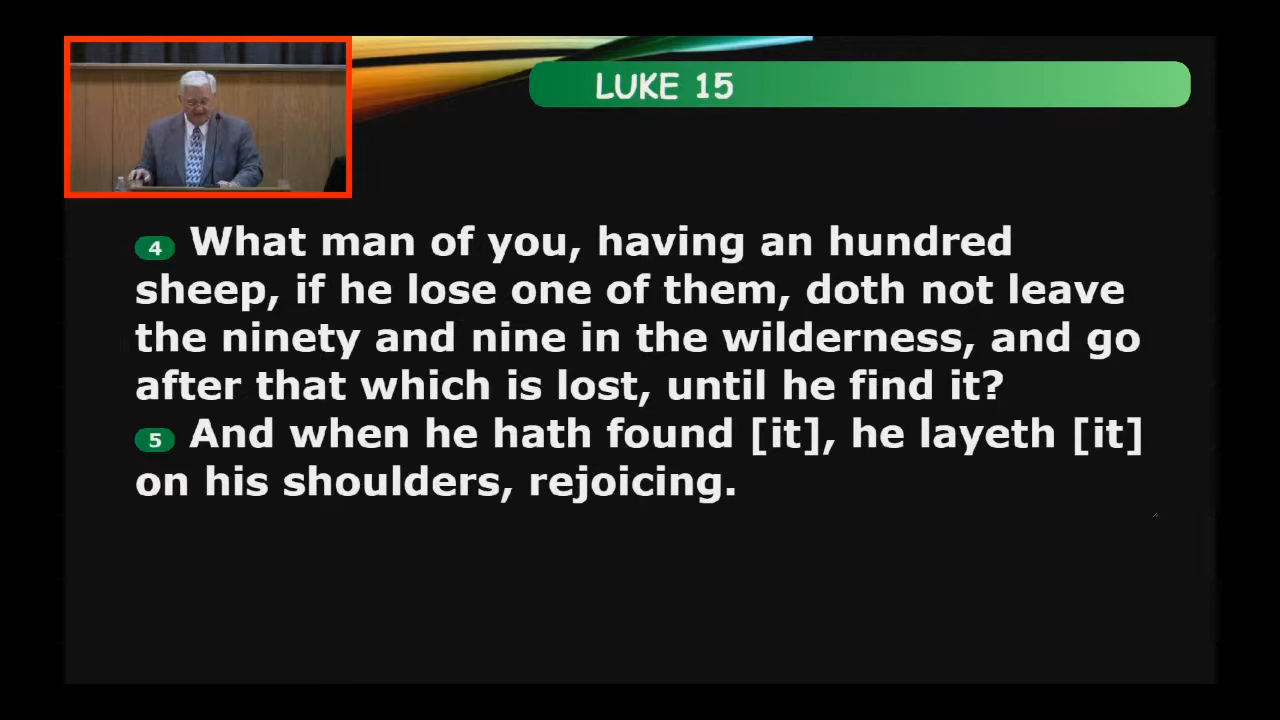 LUKE 15
4 What man of you, having an hundred
sheep, if he lose one of them, doth not leave
the ninety and nine in the wilderness, and go
after that which is lost, until he find it?
5 And when he hath found [it], he layeth [it]
on his shoulders, rejoicing.